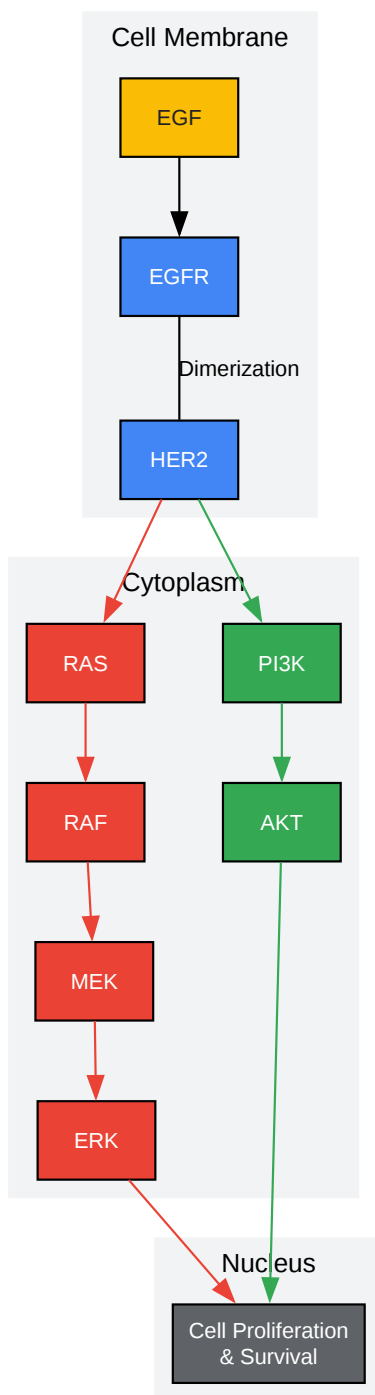 Cell Membrane
EGF
EGFR
Dimerization
HER2
Cytoplasm
RAS
PI3K
RAF
AKT
MEK
ERK
Nucleus
Cell Proliferation
& Survival